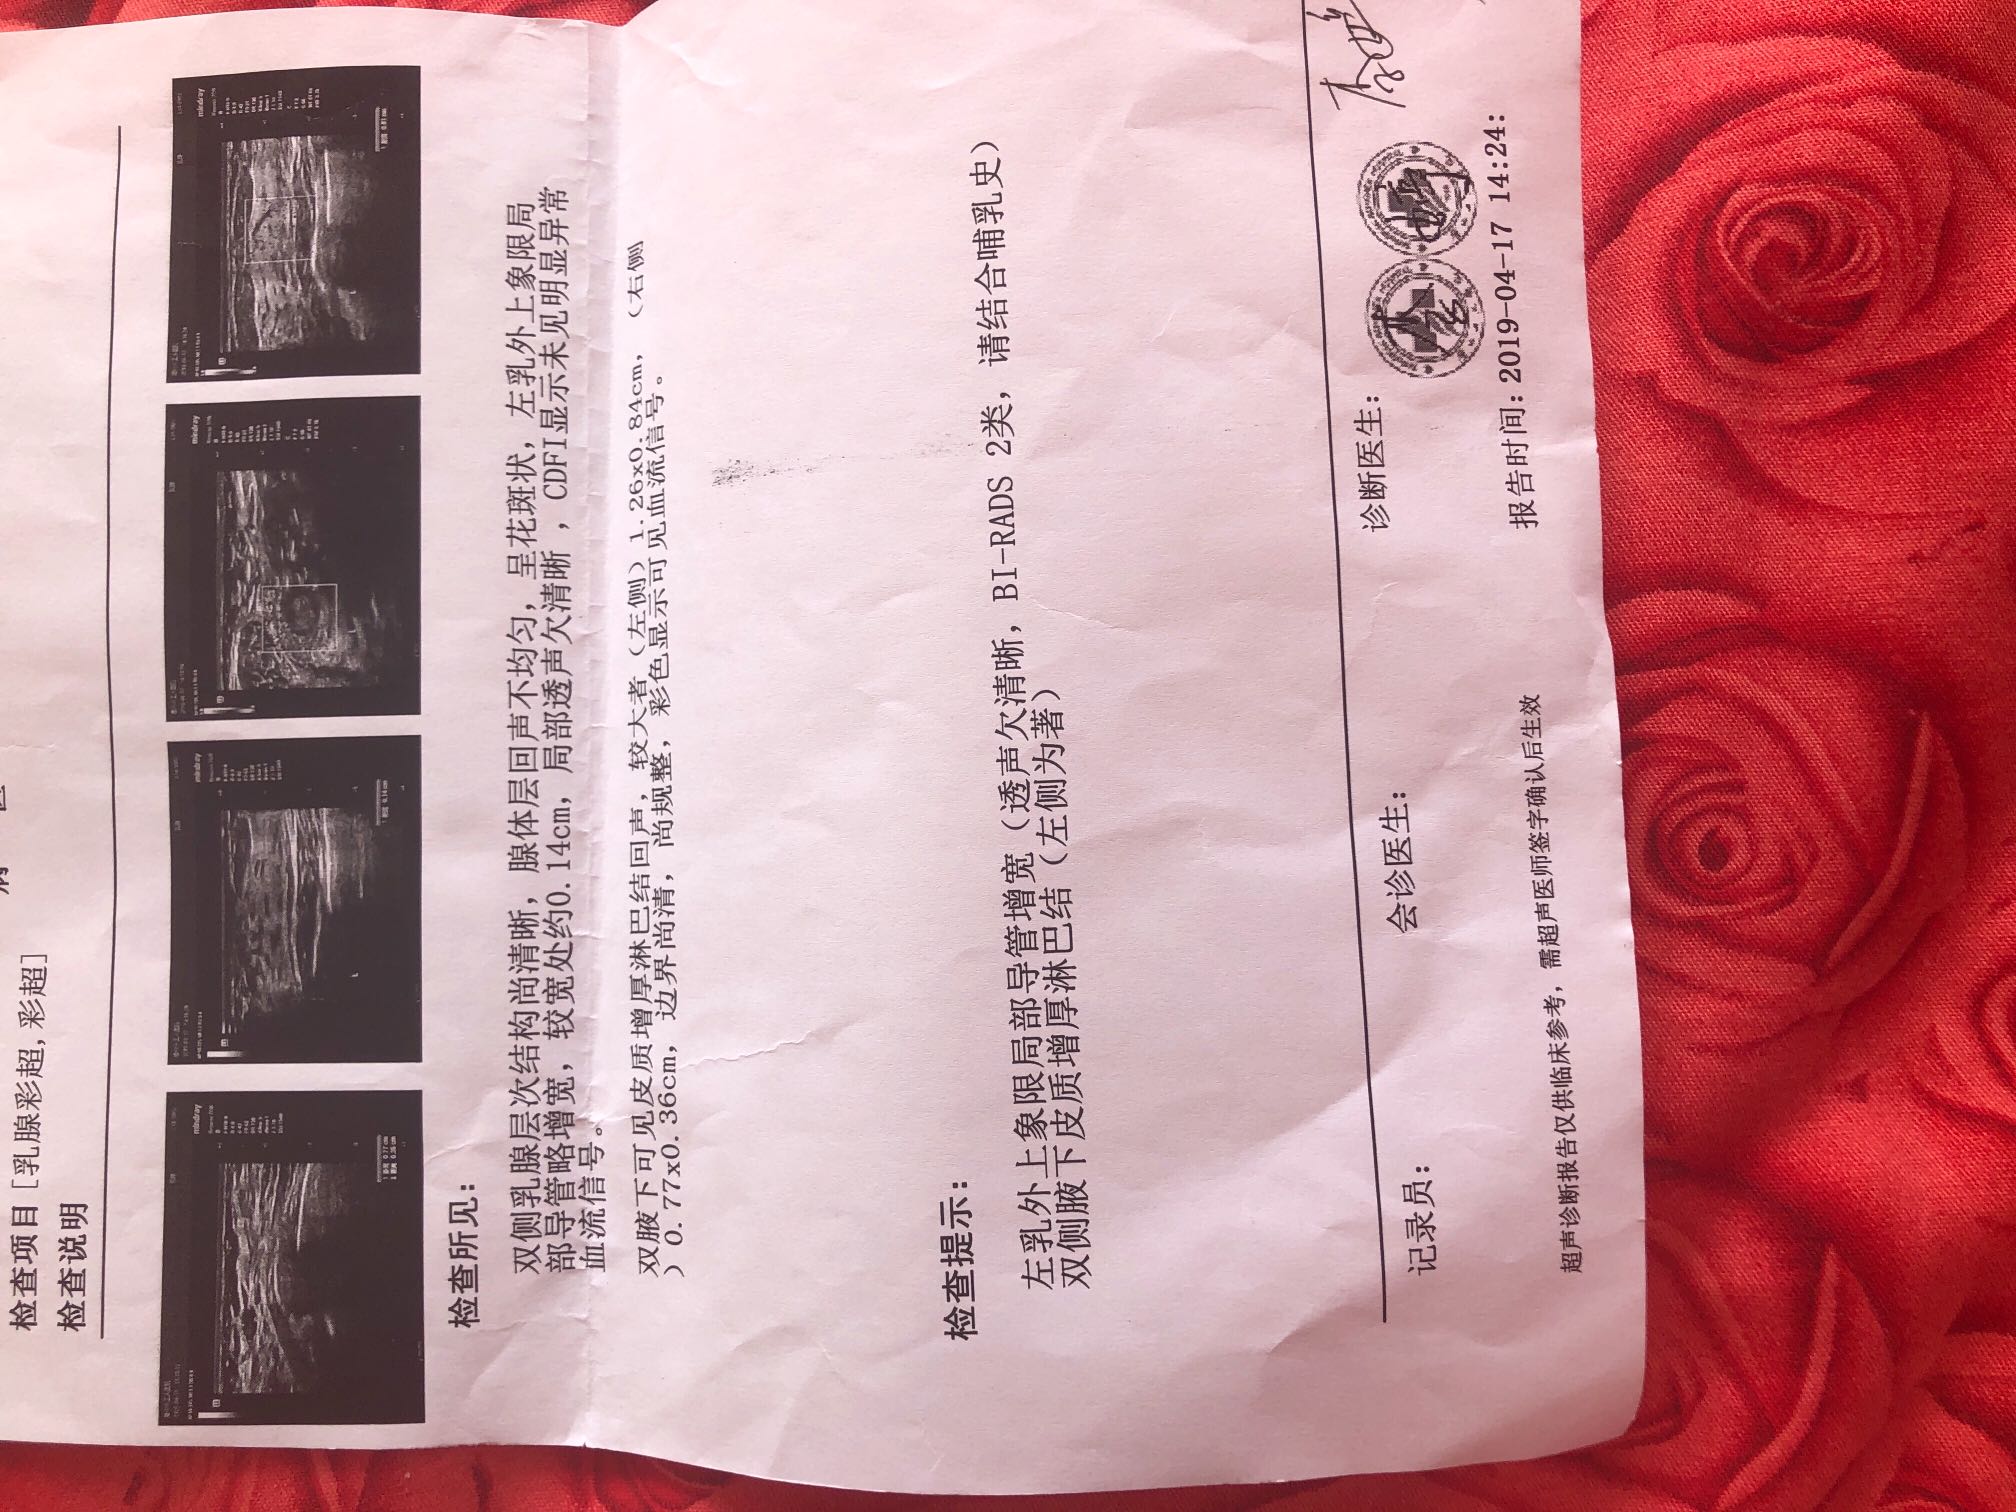 检查项目[乳腺彩超,彩超]
检查说明
mindray
mindray
mindray
mindray
检查所见：
双侧乳腺层次结构尚清晰，腺体层回声不均匀，呈花斑状，左乳外上象限局
部导管略增宽，较宽处约0.14cm，局部透声欠清晰，CDFI显示未见明显异常
血流信号。
双腋下可见皮质增厚淋巴结回声，较大者（左侧）1.26x0.84cm，（右侧
）0.77x0.36cm，边界尚清，尚规整，彩色显示可见血流信号。
检查提示：
左乳外上象限局部导管增宽（透声欠清晰，BI-RADS 2类，请结合哺乳史）
双侧腋下皮质增厚淋巴结（左侧为著）
记录员：
会诊医生：
诊断医生：
报告时间：2019-04-17 14:24:
超声诊断报告仅供临床参考，需超声医师签字确认后生效